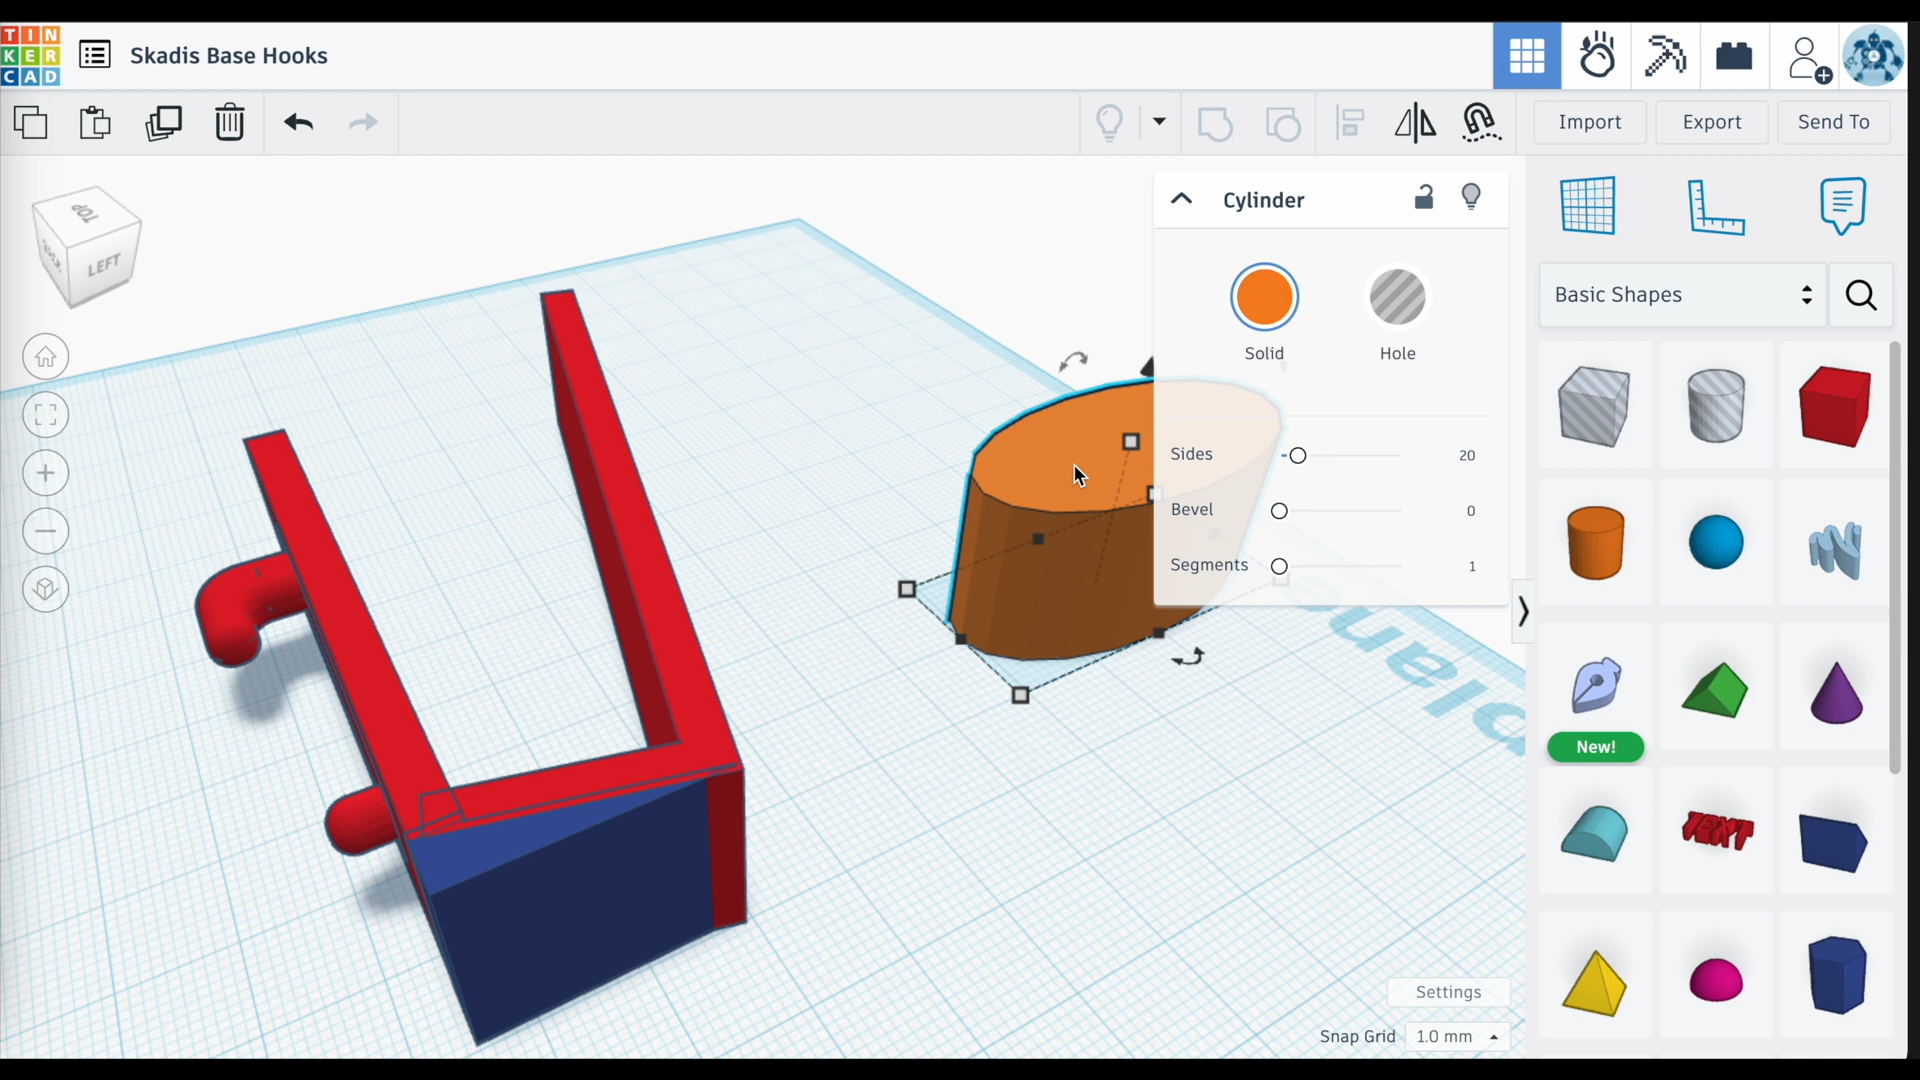 TIN
KER
CAD
Skadis Base Hooks
Import
Export
Send To
TOP
LEFT
Cylinder
Solid
Hole
Sides
20
Bevel
0
Segments
1
Basic Shapes
New!
TEXT
Settings
Snap Grid
1.0 mm